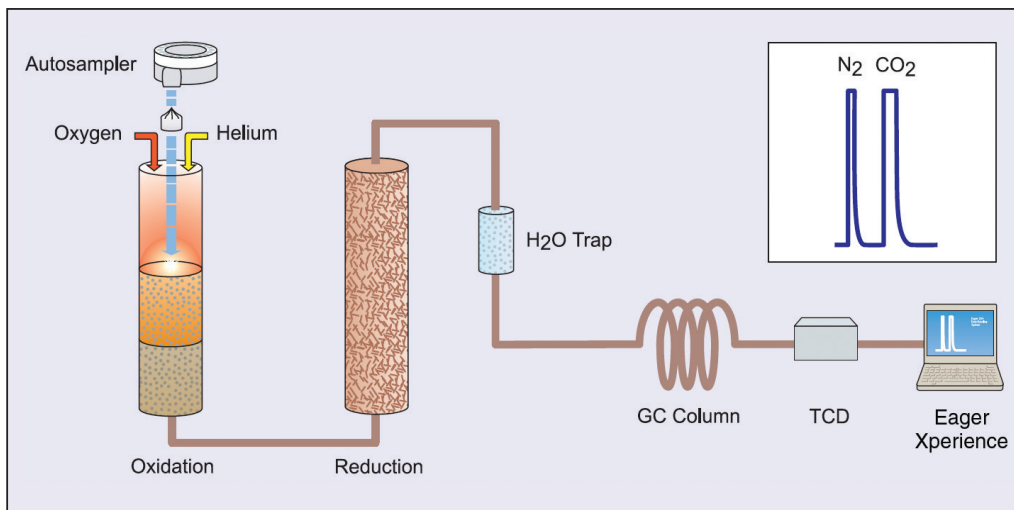 Autosampler
Oxygen
Helium
N2 CO2
H2O Trap
GC Column
TCD
Eager
Xperience
Oxidation
Reduction